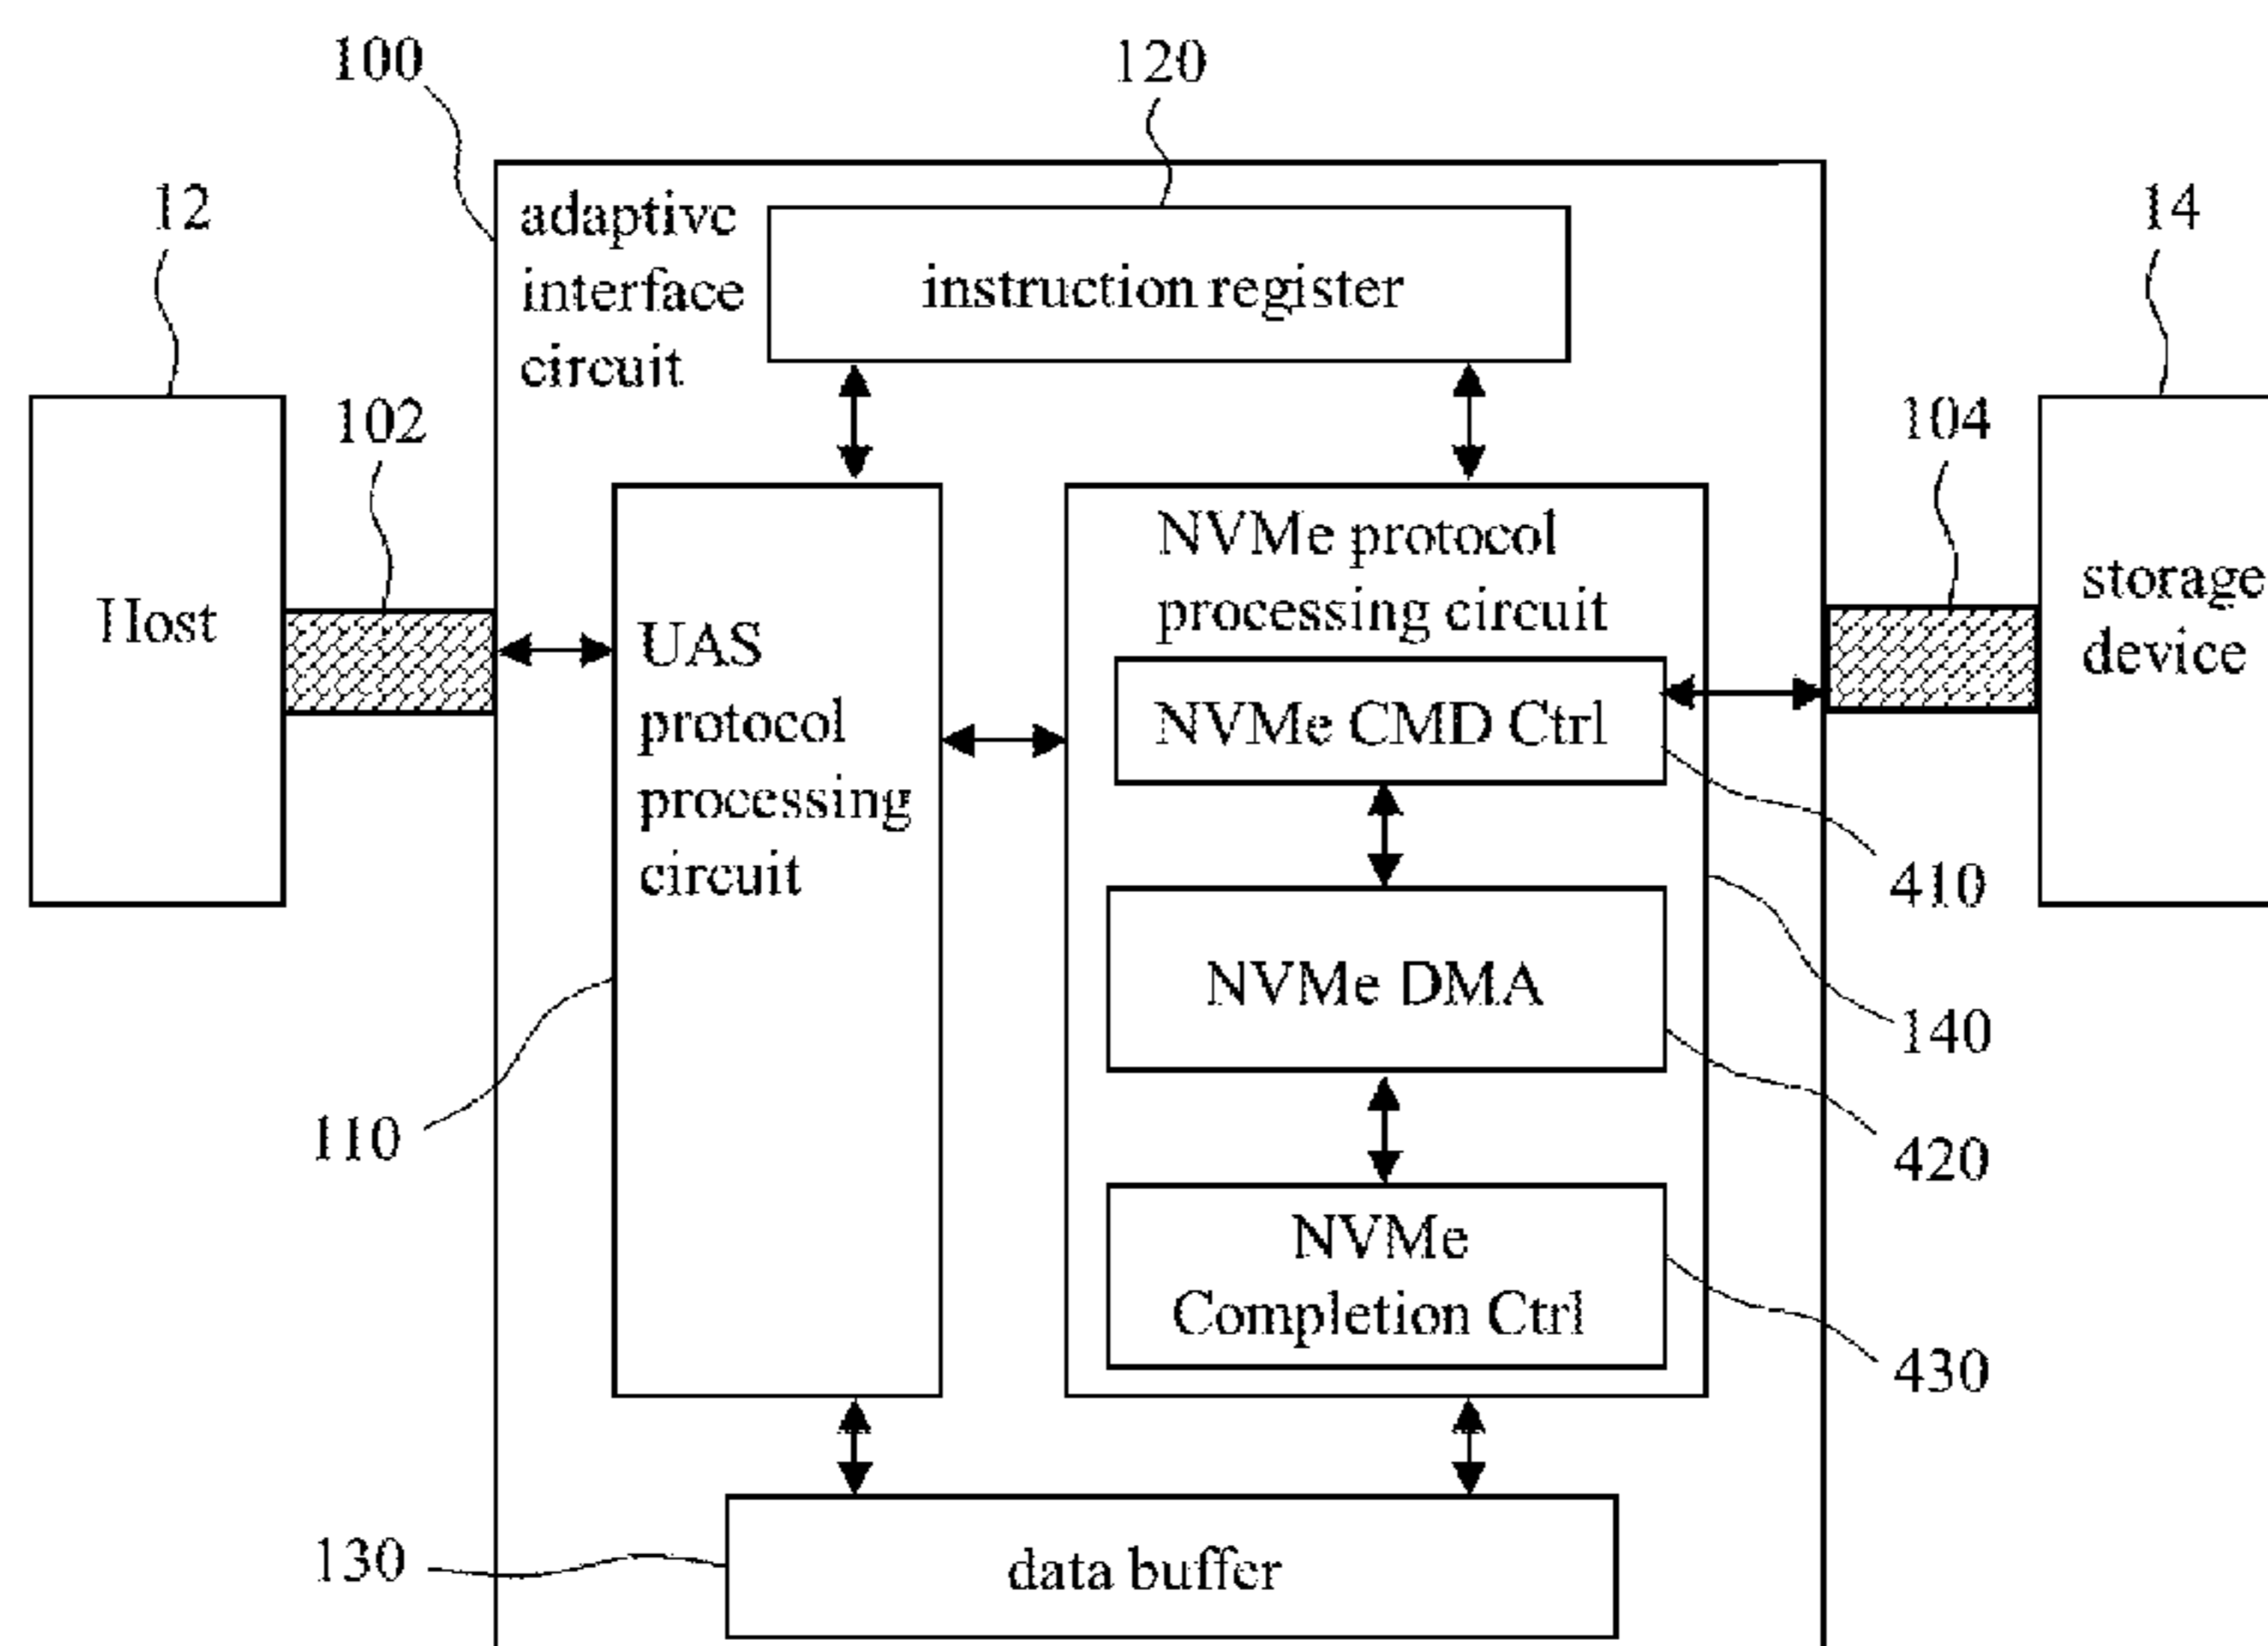 100
120
12
14
adaptive
interface
circuit
instruction register
102
104
Host
NVMe protocol
processing circuit
storage
device
UAS
protocol
processing
circuit
NVMe CMD Ctrl
410
NVMe DMA
140
110
420
NVMe
Completion Ctrl
430
130
data buffer